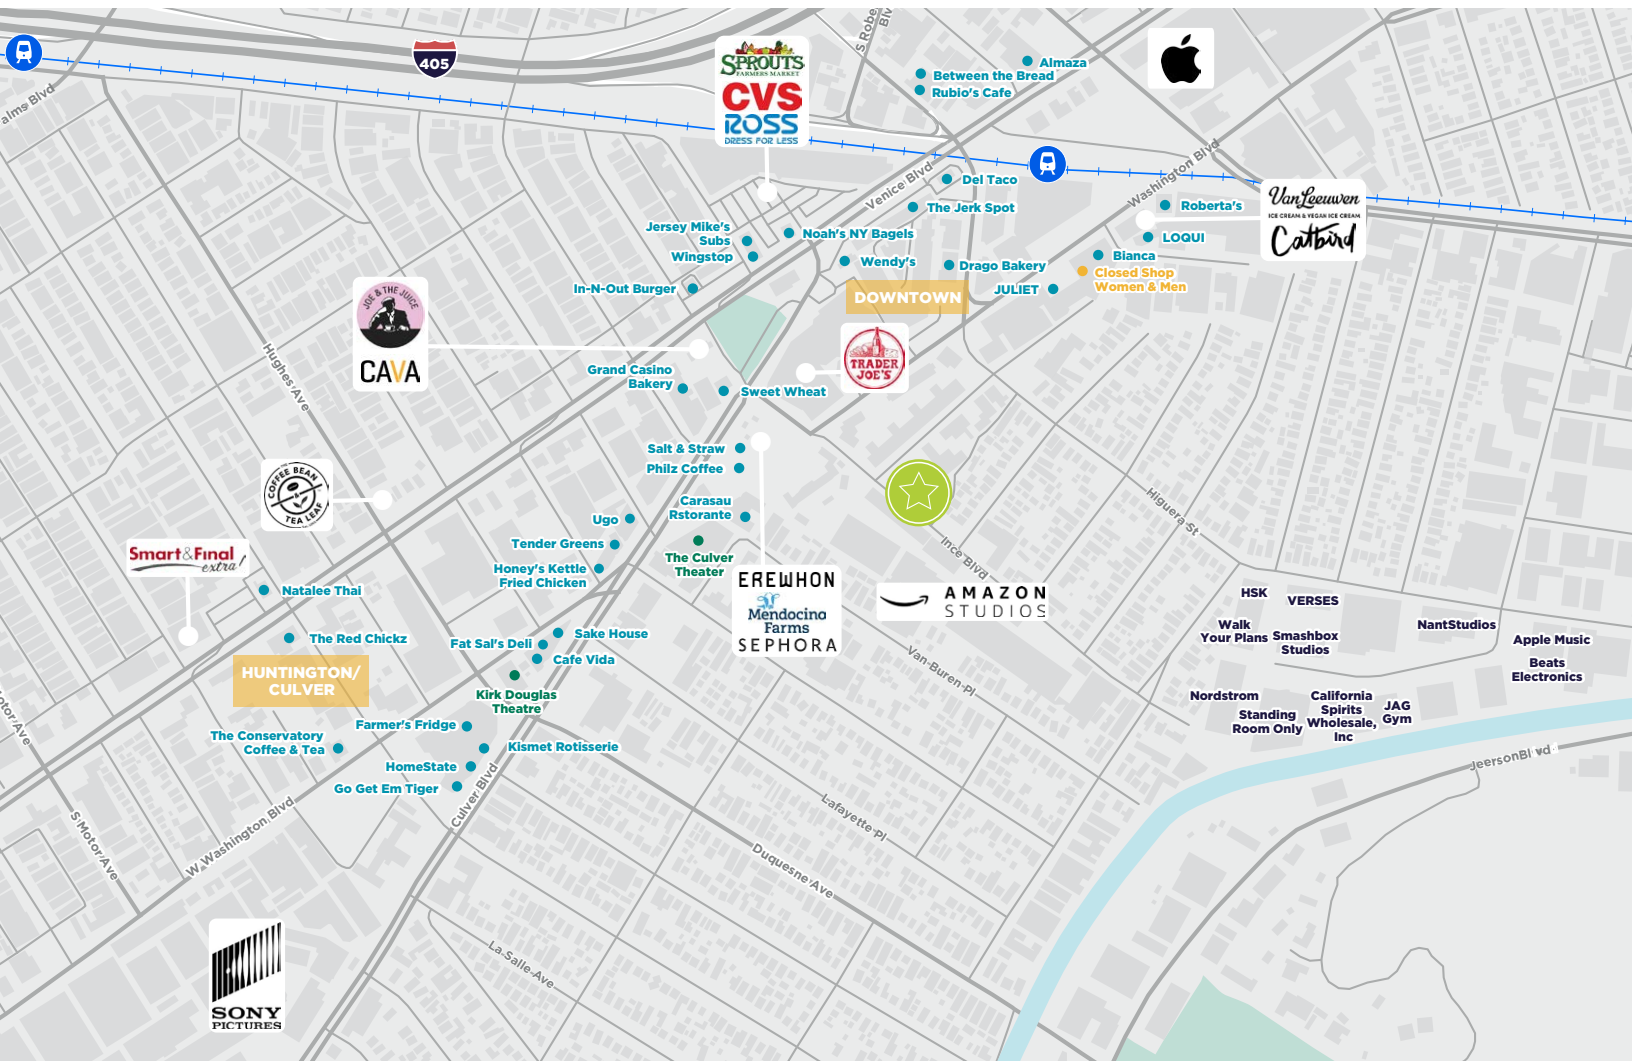 405
SPROUTS
FARMERS MARKET
CVS
ROSS
DRESS FOR LESS
S Robe
Blv
Almaza
Between the Bread
Rubio's Cafe
alms Blvd
Venice Blvd
Washington Blvd
Del Taco
The Jerk Spot
Roberta's
Van Leeuwen
ICE CREAM & VEGAN ICE CREAM
Catbird
Jersey Mike's
Subs
Wingstop
Noah's NY Bagels
LOQUI
Bianca
Closed Shop
Women & Men
Wendy's
Drago Bakery
JULIET
In-N-Out Burger
DOWNTOWN
JOE & THE JUICE
CAVA
TRADER
JOE'S
Hughes Ave
Grand Casino
Bakery
Sweet Wheat
Salt & Straw
Philz Coffee
COFFEE BEAN
TEA LEAF
Carasau
Rstorante
Ugo
Tender Greens
Honey's Kettle
Fried Chicken
The Culver
Theater
Higuera St
Ince Blvd
Smart&Final
extra!
Natalee Thai
The Red Chickz
HUNTINGTON/
CULVER
EREWHON
Mendocino
Farms
SEPHORA
AMAZON
STUDIOS
HSK
VERSES
Walk
Your Plans
Smashbox
Studios
NantStudios
Apple Music
Beats
Electronics
Sake House
Fat Sal's Deli
Cafe Vida
Kirk Douglas
Theatre
Van Buren Pl
Nordstrom
California
Spirits
Wholesale,
Inc
JAG
Gym
Standing
Room Only
Farmer's Fridge
The Conservatory
Coffee & Tea
Kismet Rotisserie
HomeState
Go Get Em Tiger
Culver Blvd
otor Ave
S Motor Ave
W Washington Blvd
JeersonBl vd
Lafayette Pl
Duquesne Ave
La Salle Ave
SONY
PICTURES